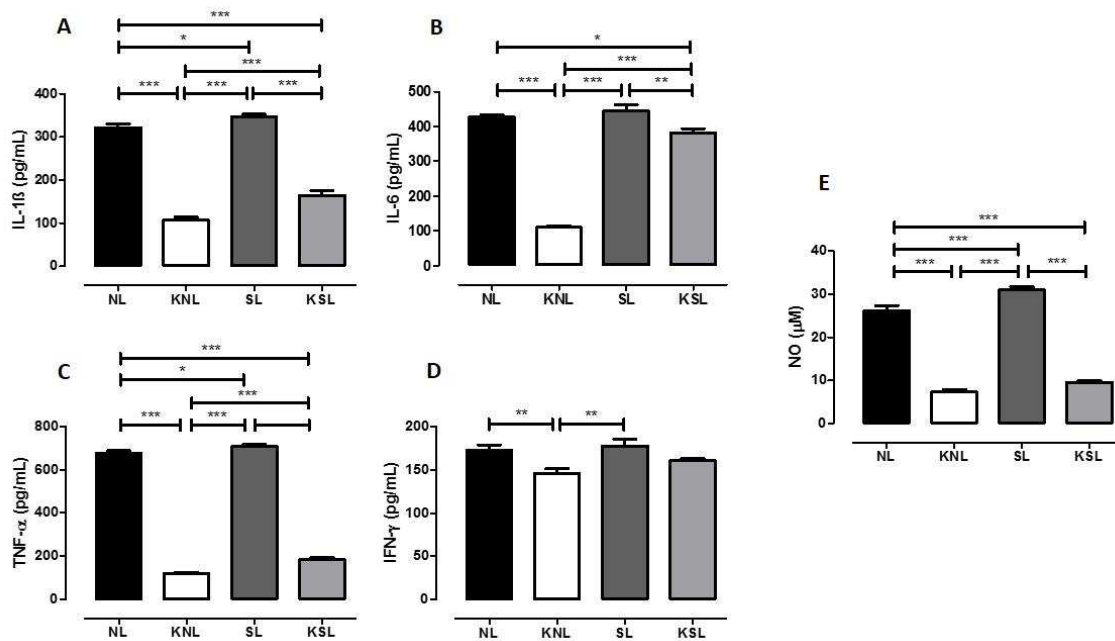 A
***
*
***
*** *** ***
400
300
200
100
0
IL-1ß (pg/mL)
NL KNL SL KSL
B
*
***
*** *** **
500
400
300
200
100
0
IL-6 (pg/mL)
NL KNL SL KSL
C
***
*
***
*** ***
800
600
400
200
0
TNF-α (pg/mL)
NL KNL SL KSL
D
** **
200
150
100
50
0
IFN-γ (pg/mL)
NL KNL SL KSL
E
***
***
*** *** ***
40
30
20
10
0
NO (µM)
NL KNL SL KSL